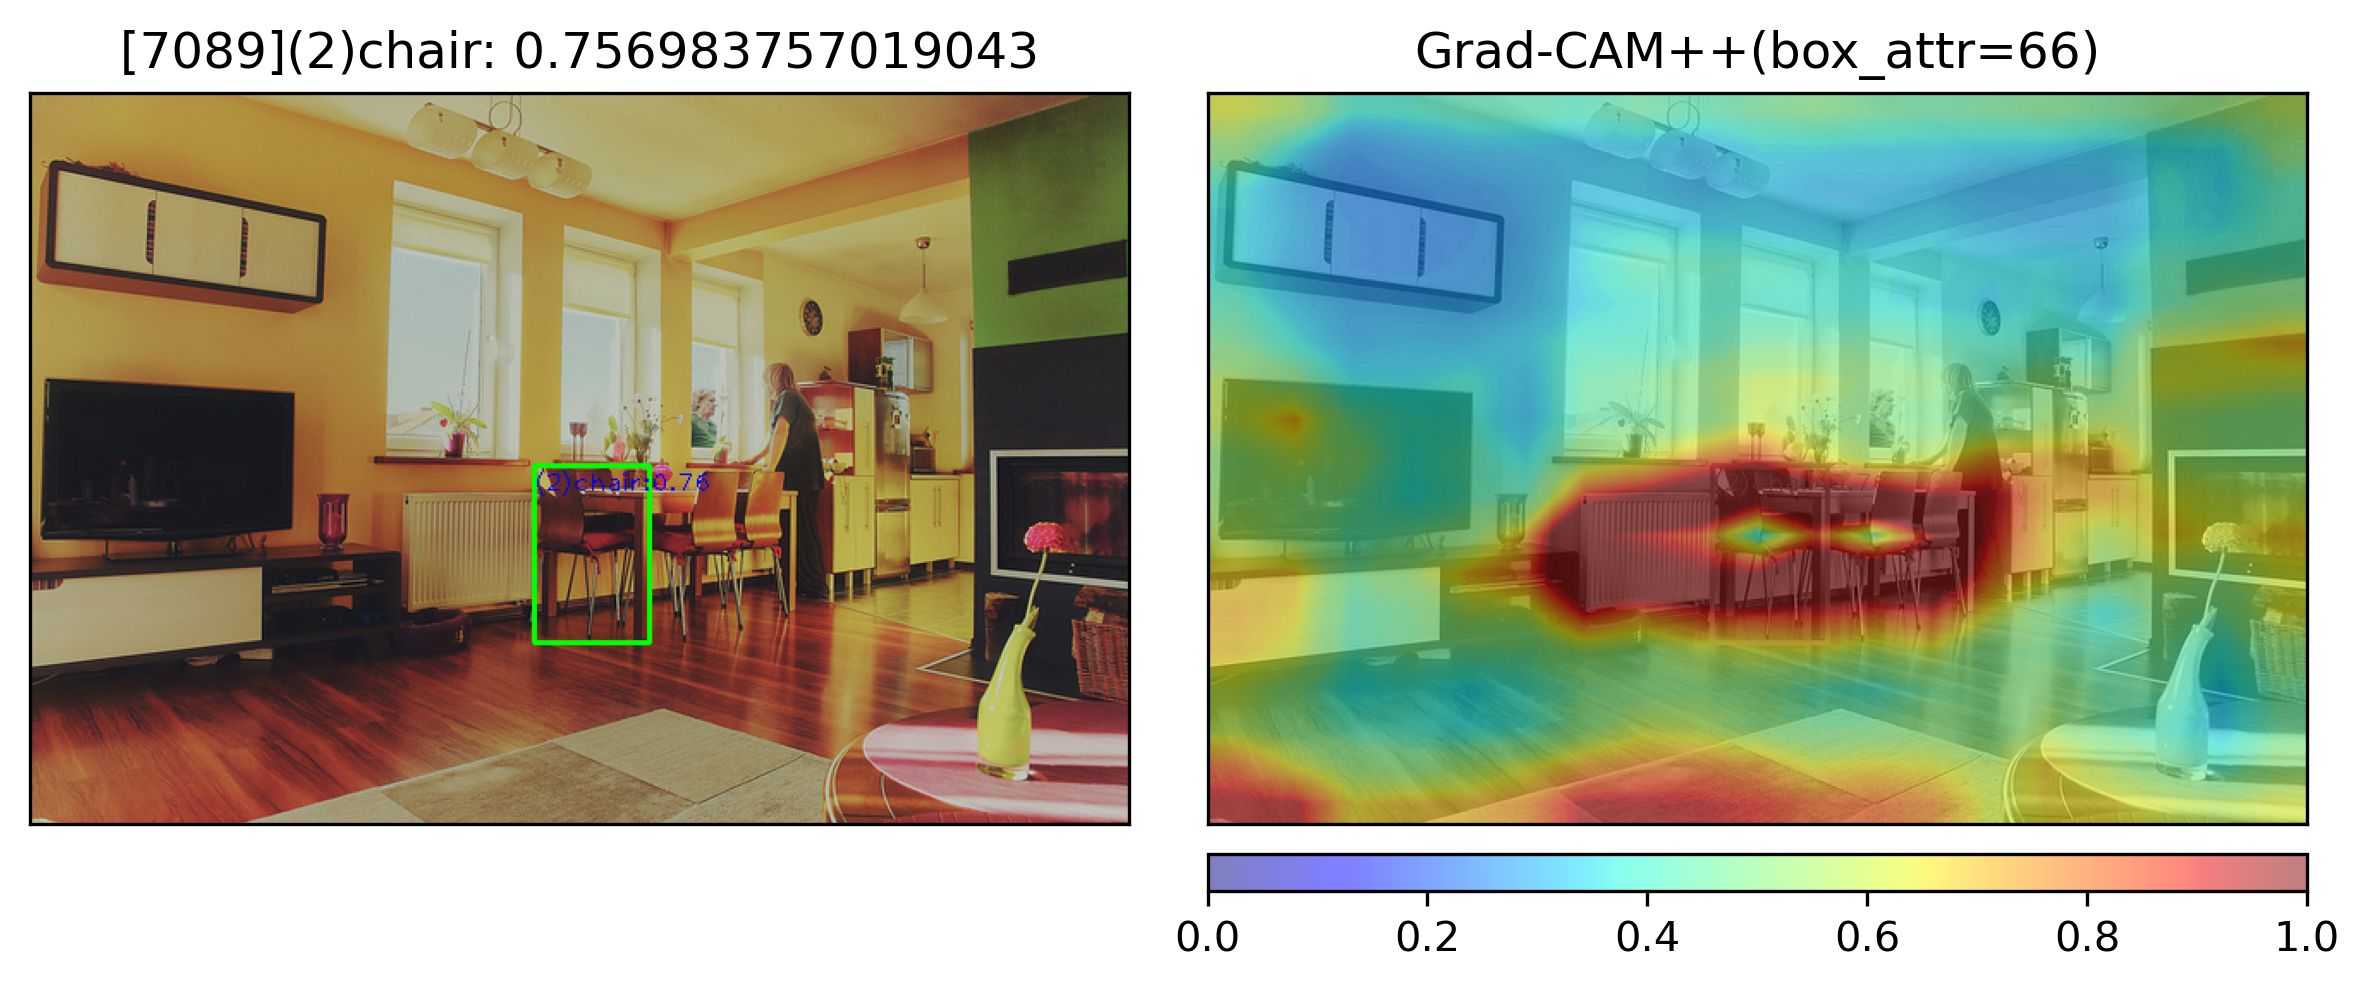 [7089](2)chair: 0.756983757019043
Grad-CAM++(box_attr=66)
(2)chair:0.76
0.0 0.2 0.4 0.6 0.8 1.0